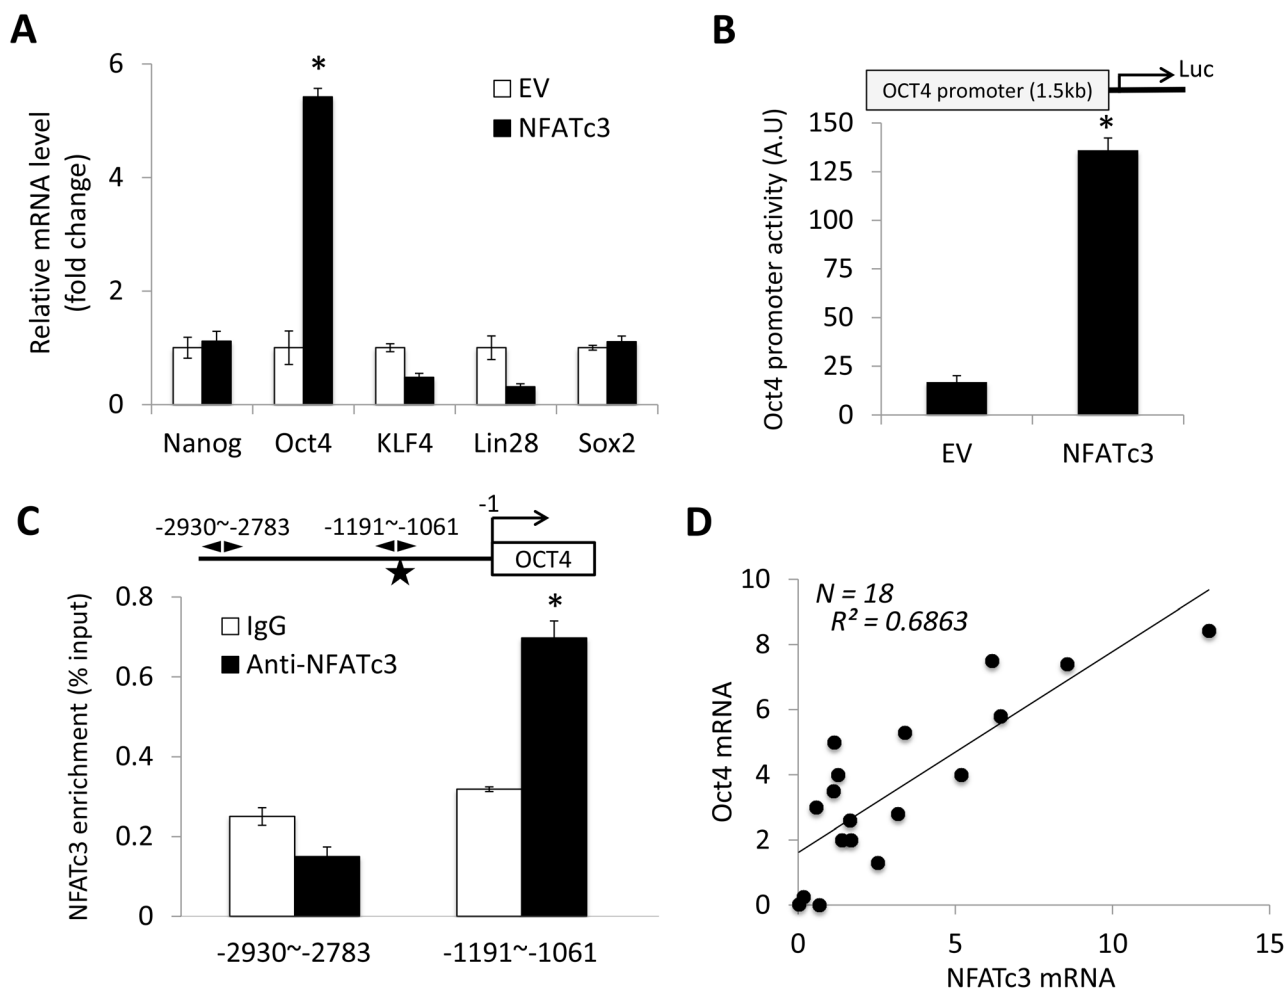 A
6
4
2
0
Relative mRNA level
(fold change)
*
EV
NFATc3
Nanog Oct4 KLF4 Lin28 Sox2
B
OCT4 promoter (1.5kb)
Luc
Oct4 promoter activity (A.U)
150
125
100
75
50
25
0
*
EV NFATc3
C
-2930~-2783 -1191~-1061
-1
OCT4
NFATc3 enrichment (% input)
0.8
0.6
0.4
0.2
0
IgG
Anti-NFATc3
*
-2930~-2783 -1191~-1061
D
Oct4 mRNA
10
8
6
4
2
0
N = 18
R² = 0.6863
0 5 10 15
NFATc3 mRNA